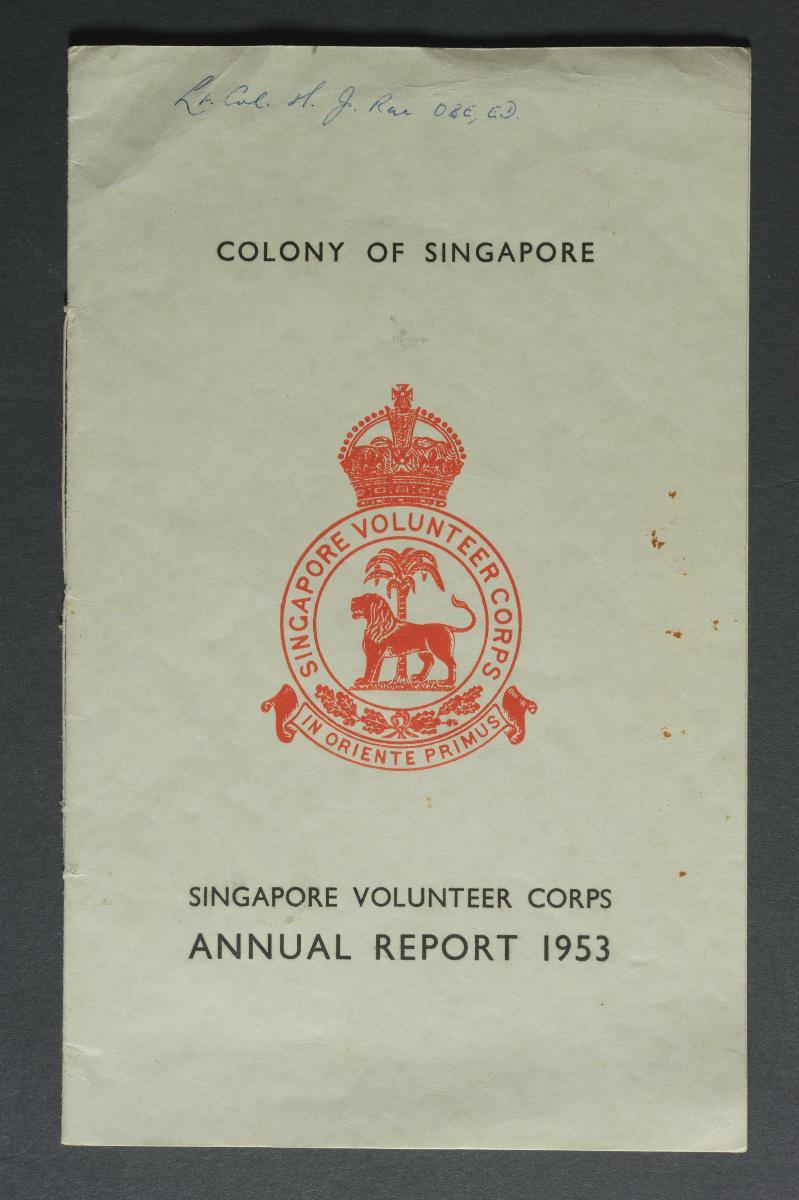 Lt. Col. H. J. Rae OBE, ED.
COLONY OF SINGAPORE
SINGAPORE VOLUNTEER CORPS
IN ORIENTE PRIMUS
SINGAPORE VOLUNTEER CORPS
ANNUAL REPORT 1953